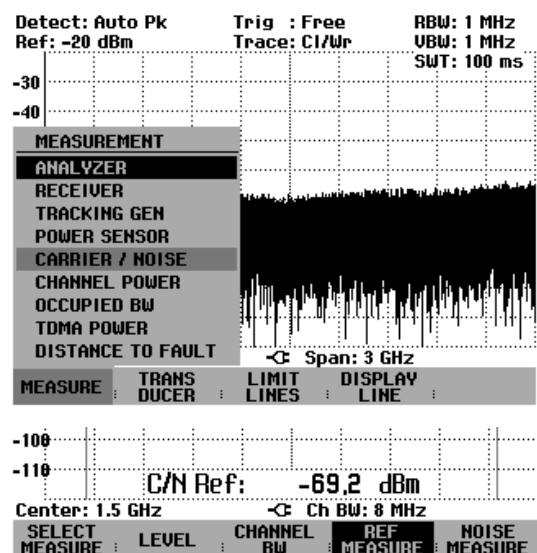 Detect: Auto Pk Trig : Free RBW: 1 MHz
Ref: -20 dBm Trace: Cl/Wr VBW: 1 MHz
SWT: 100 ms
-30
-40
MEASUREMENT
ANALYZER
RECEIVER
TRACKING GEN
POWER SENSOR
CARRIER / NOISE
CHANNEL POWER
OCCUPIED BW
TDMA POWER
DISTANCE TO FAULT
Span: 3 GHz
MEASURE TRANS DUCER : LIMIT LINES : DISPLAY LINE :
-100
-110
C/N Ref: -69,2 dBm
Center: 1.5 GHz Ch BW: 8 MHz
SELECT MEASURE : LEVEL : CHANNEL BW : REF MEASURE : NOISE MEASURE